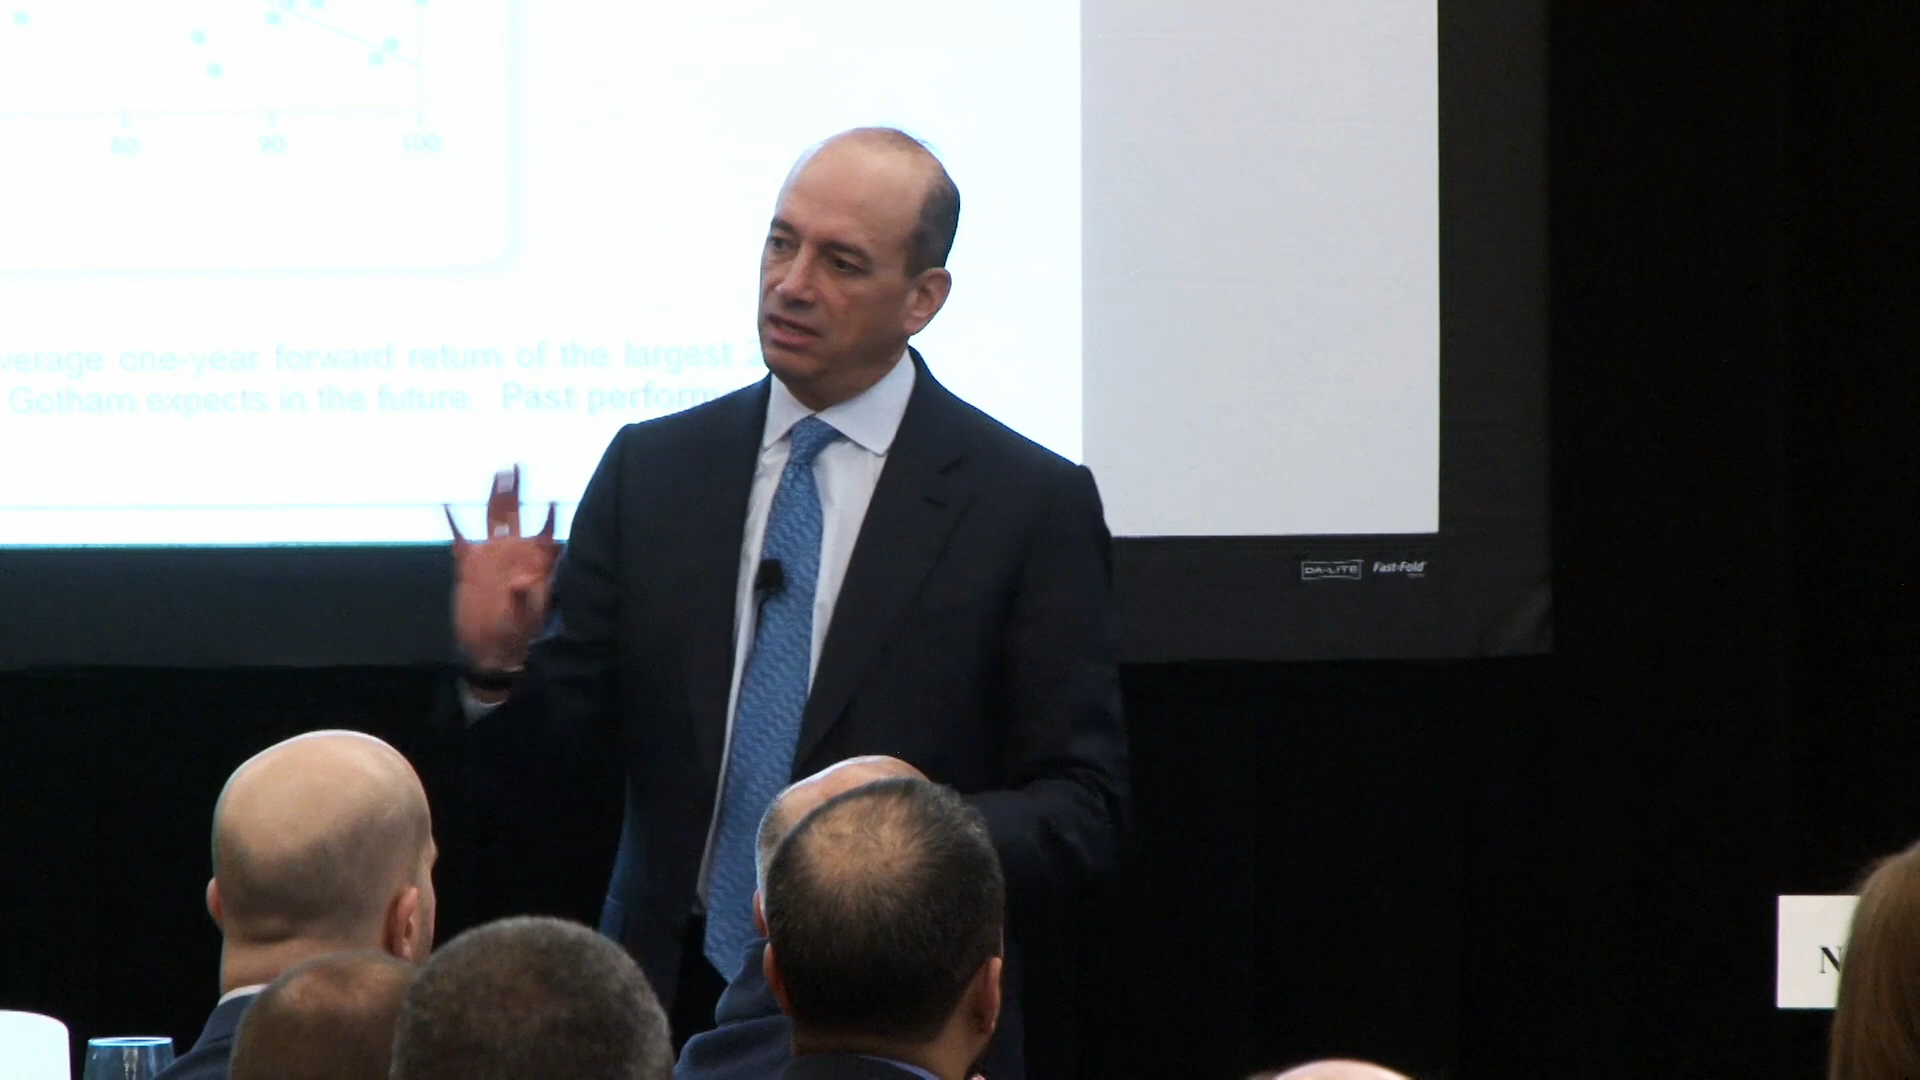 80 90 100
verage one-year forward return of the largest 2
Gotham expects in the future. Past perform
DA-LITE Fast-Fold
N